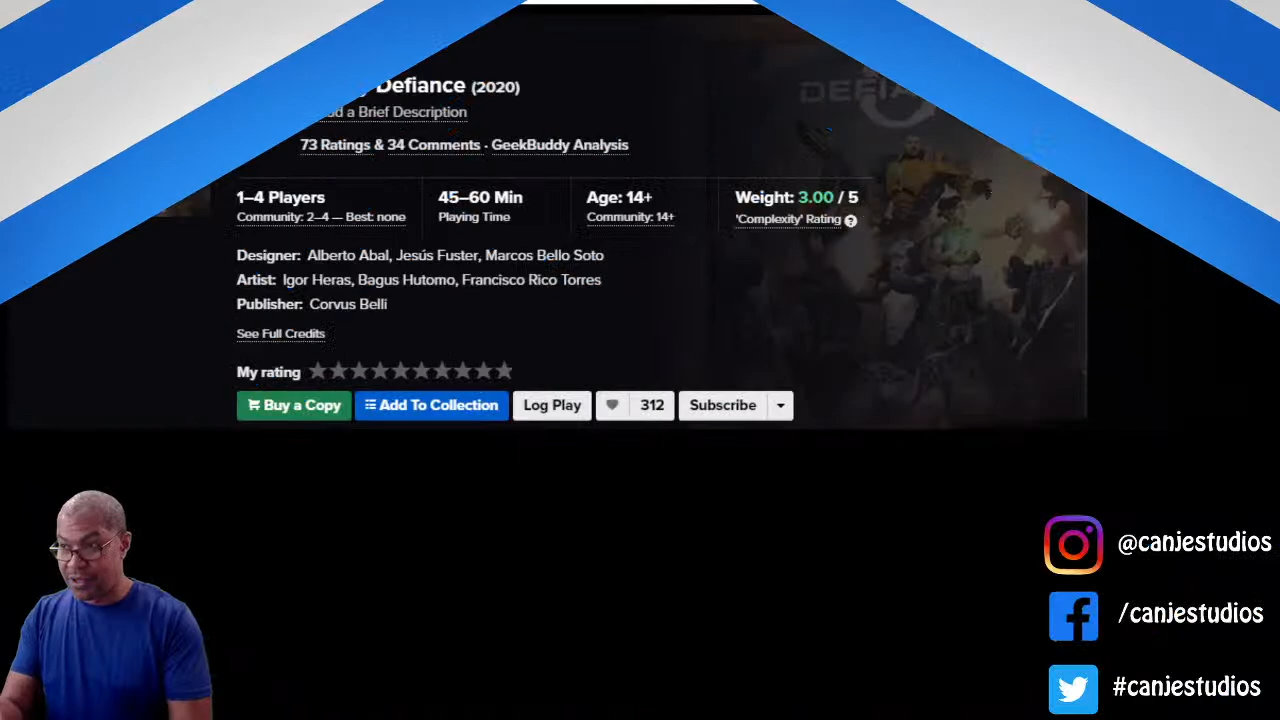 Defiance (2020)
a Brief Description
73 Ratings & 34 Comments · GeekBuddy Analysis
1–4 Players
Community: 2–4 — Best: none
45–60 Min
Playing Time
Age: 14+
Community: 14+
Weight: 3.00 / 5
'Complexity' Rating
Designer: Alberto Abal, Jesús Fuster, Marcos Bello Soto
Artist: Igor Heras, Bagus Hutomo, Francisco Rico Torres
Publisher: Corvus Belli
See Full Credits
My rating
Buy a Copy
Add To Collection
Log Play
312
Subscribe
@canjestudios
/canjestudios
#canjestudios